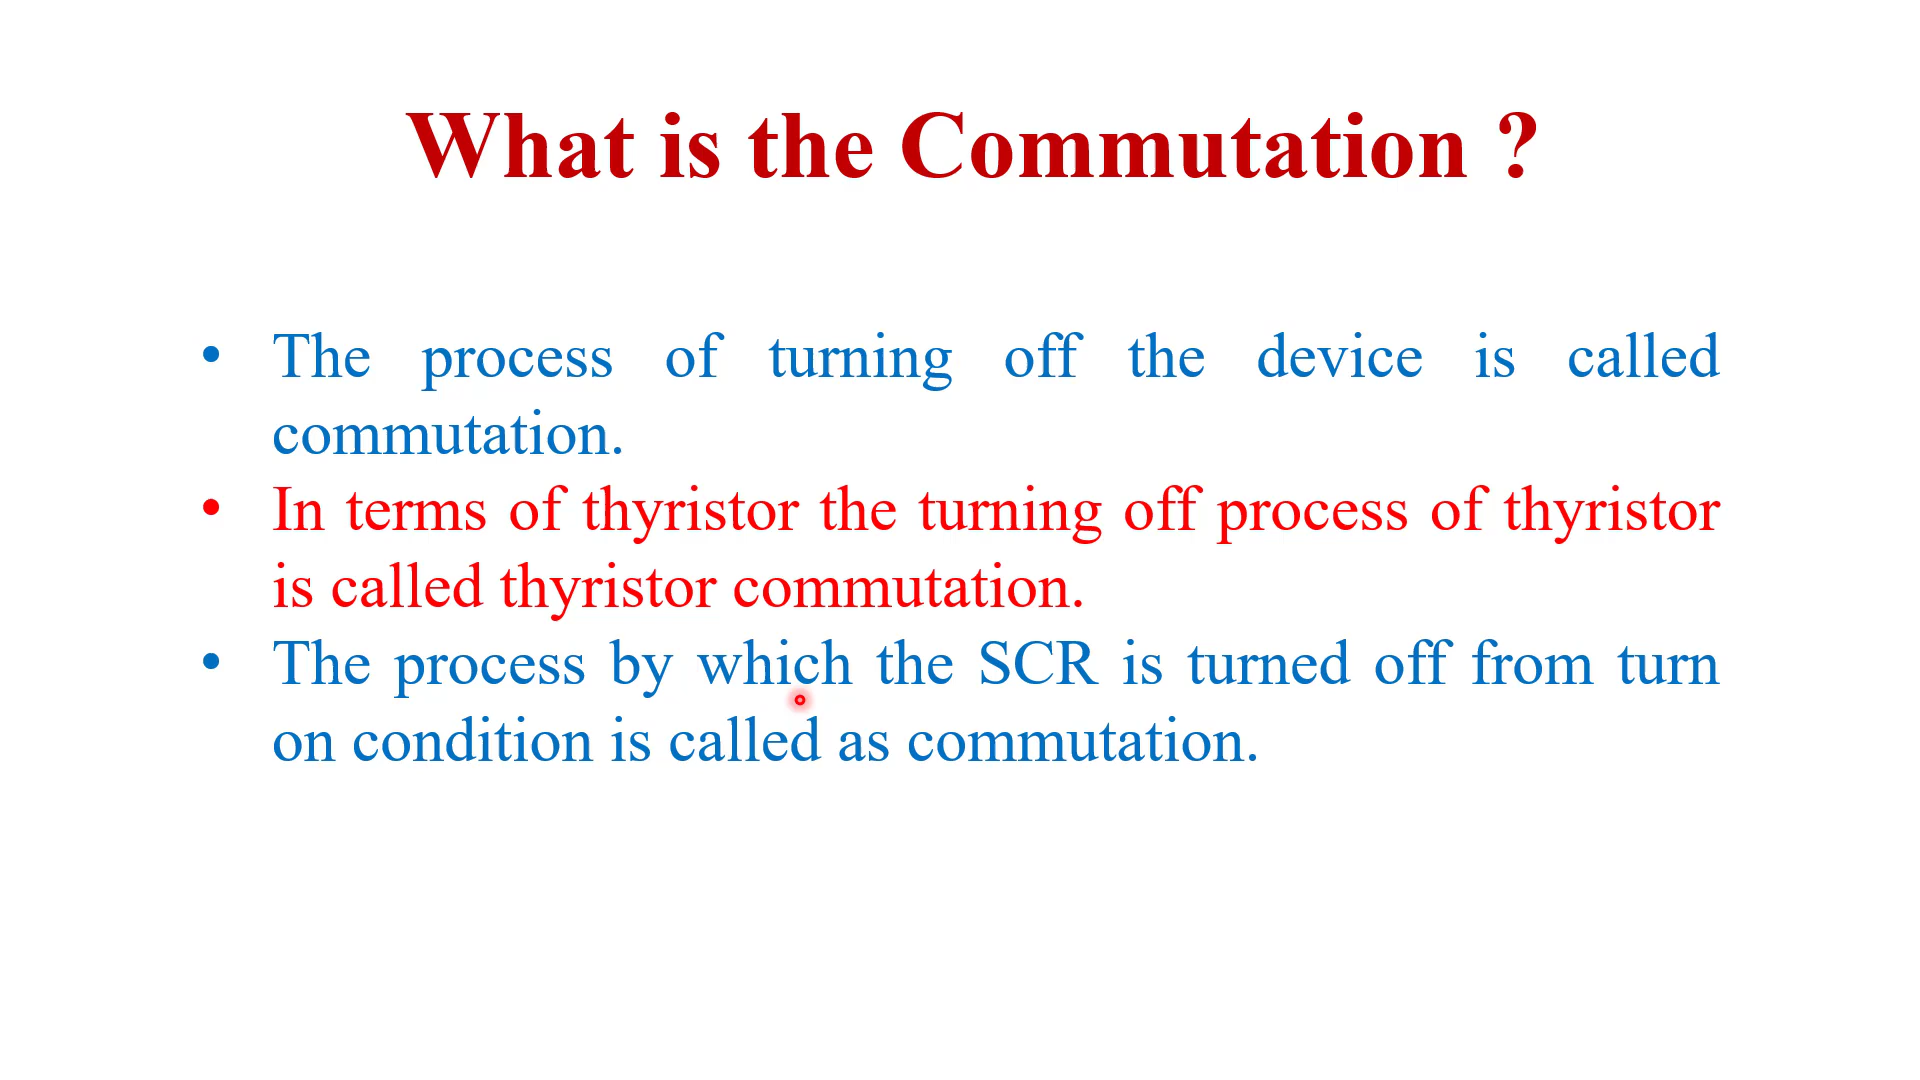 What is the Commutation ?
• The process of turning off the device is called
commutation.
• In terms of thyristor the turning off process of thyristor
is called thyristor commutation.
• The process by which the SCR is turned off from turn
on condition is called as commutation.